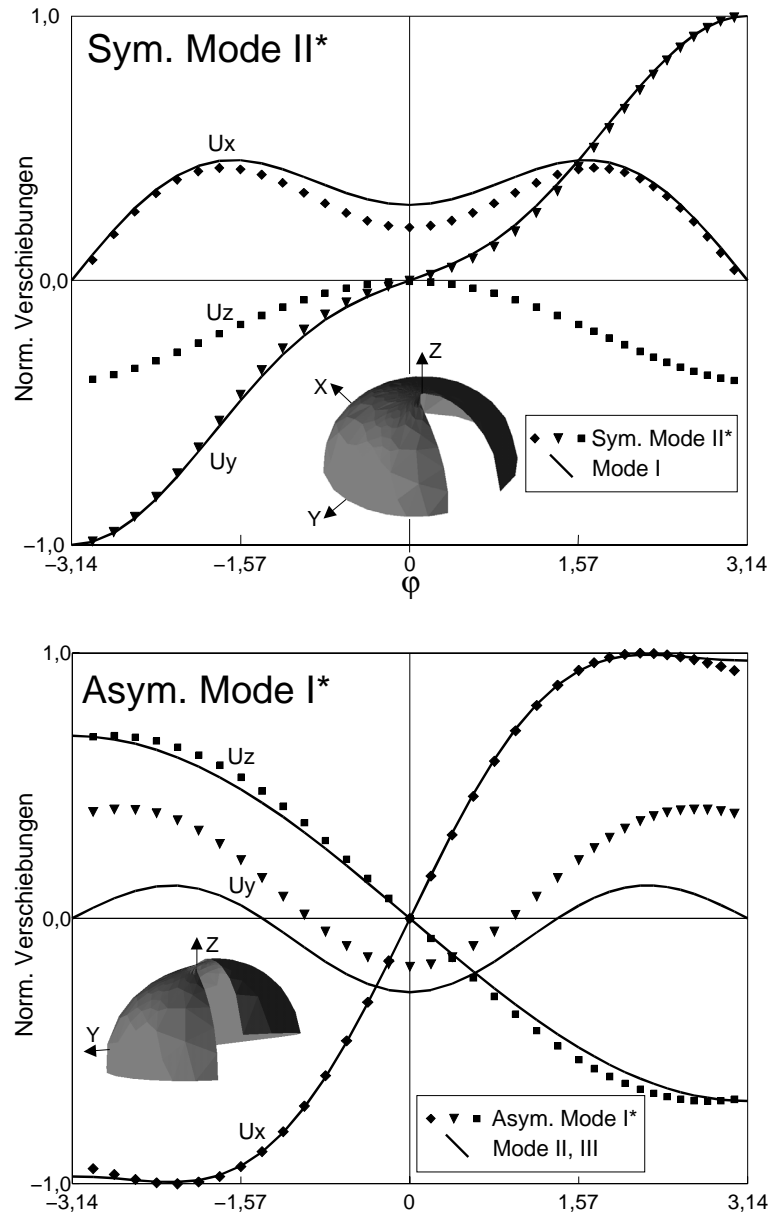 1,0
Sym. Mode II*
Ux
Norm. Verschiebungen
0,0
Uz
Z
X
Uy
Y
Sym. Mode II*
Mode I
−1,0
−3,14
−1,57
0
1,57
3,14
φ
1,0
Asym. Mode I*
Uz
Norm. Verschiebungen
Uy
0,0
Z
Y
Ux
Asym. Mode I*
Mode II, III
−1,0
−3,14
−1,57
0
1,57
3,14